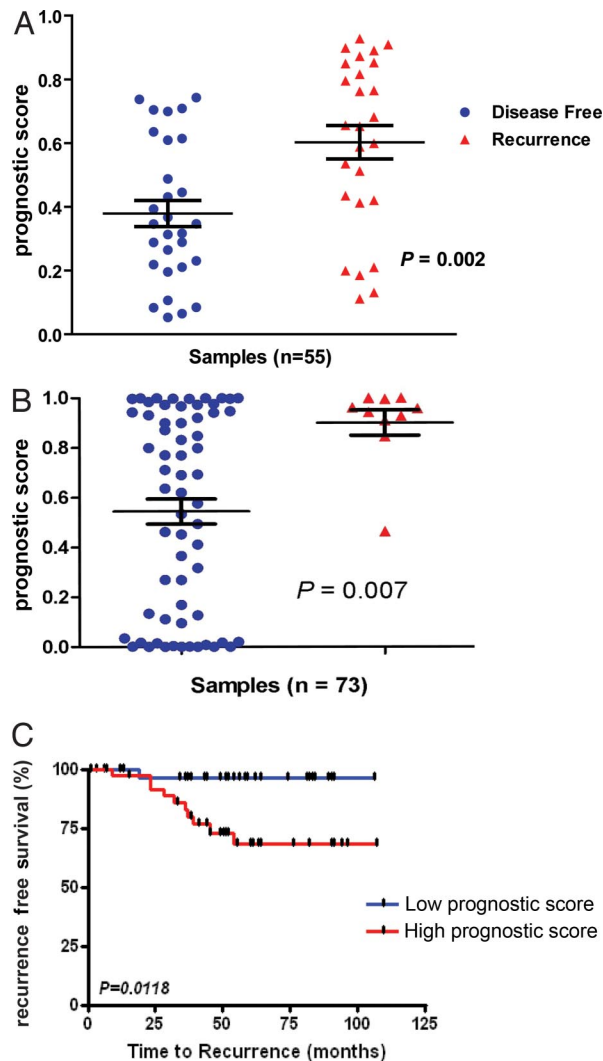 A
prognostic score
1.0
0.8
0.6
0.4
0.2
0.0
Disease Free
Recurrence
P = 0.002
Samples (n=55)
B
prognostic score
1.0
0.8
0.6
0.4
0.2
0.0
P = 0.007
Samples (n = 73)
C
recurrence free survival (%)
100
75
50
25
0
Low prognostic score
High prognostic score
P=0.0118
0 25 50 75 100 125
Time to Recurrence (months)